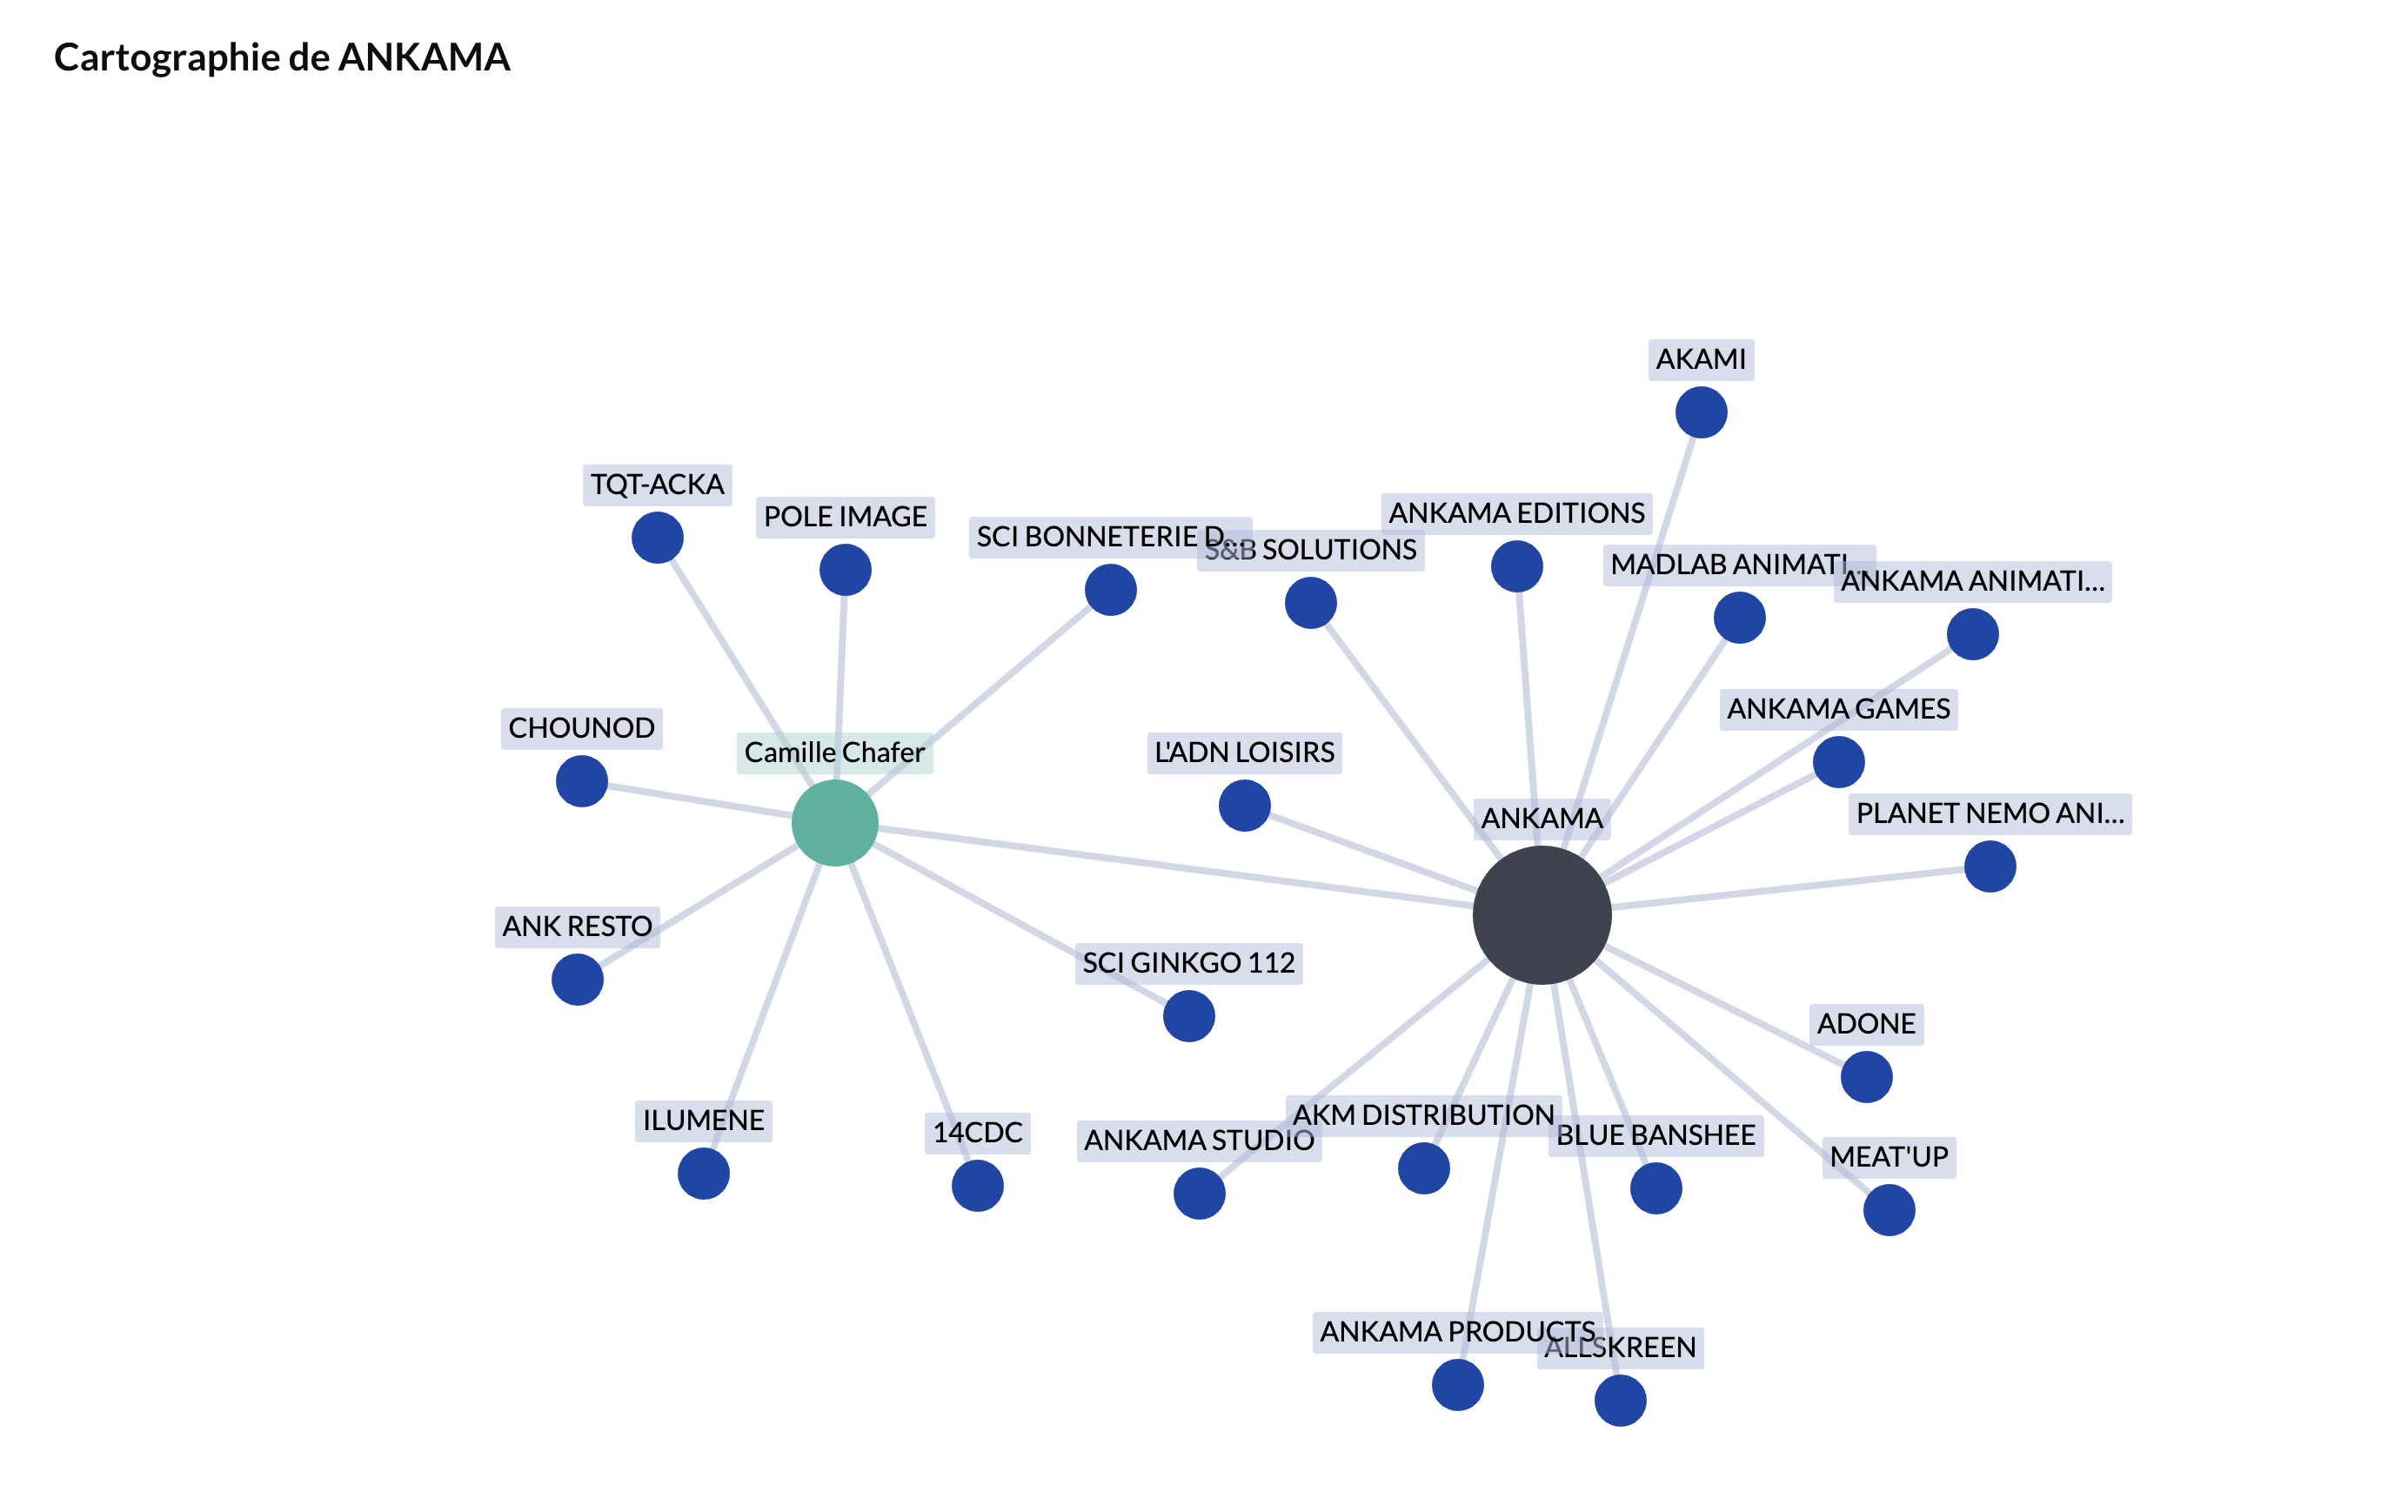 Cartographie de ANKAMA
AKAMI
TQT-ACKA
POLE IMAGE
ANKAMA EDITIONS
SCI BONNETERIE D...
S&B SOLUTIONS
MADLAB ANIMATI...
ANKAMA ANIMATI...
ANKAMA GAMES
CHOUNOD
Camille Chafer
L'ADN LOISIRS
PLANET NEMO ANI...
ANKAMA
ANK RESTO
SCI GINKGO 112
ADONE
AKM DISTRIBUTION
ILUMENE
14CDC
BLUE BANSHEE
ANKAMA STUDIO
MEAT'UP
ANKAMA PRODUCTS
ALLSKREEN